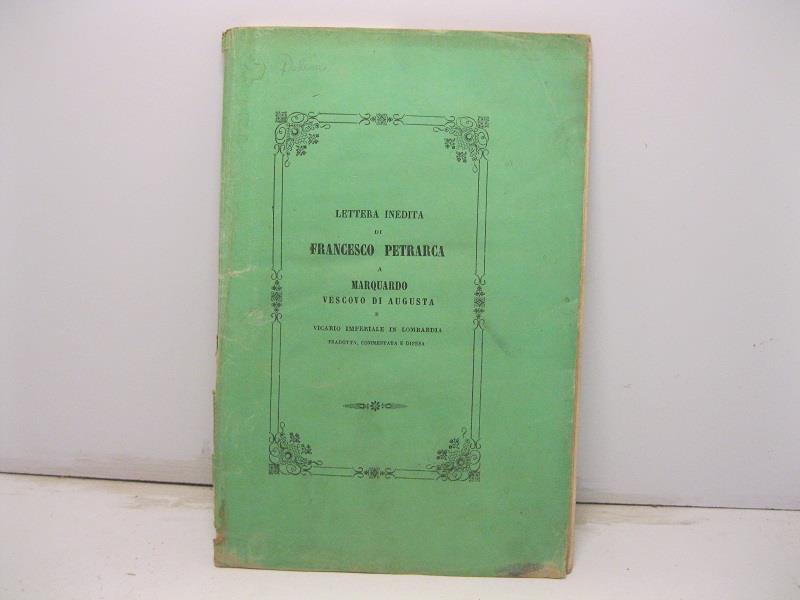 LETTERA INEDITA
DI
FRANCESCO PETRARCA
A
MARQUARDO
VESCOVO DI AUGUSTA
E
VICARIO IMPERIALE IN LOMBARDIA
TRADOTTA, COMMENTATA E DIFESA